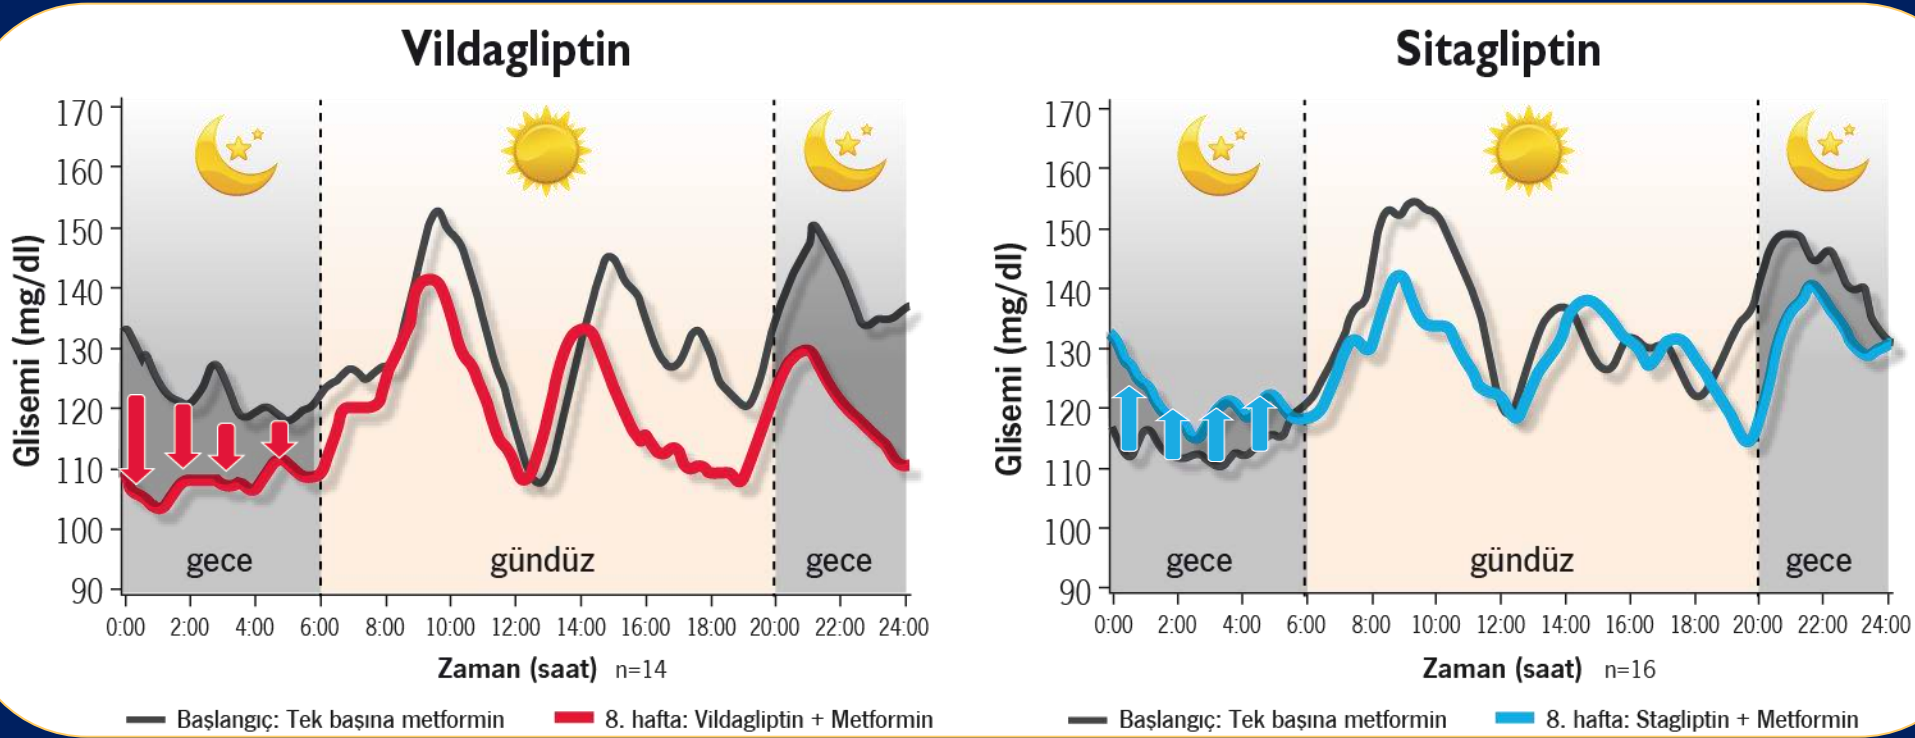 Vildagliptin
Glisemi (mg/dl)
170
160
150
140
130
120
110
100
90
gece
gündüz
gece
0:00 2:00 4:00 6:00 8:00 10:00 12:00 14:00 16:00 18:00 20:00 22:00 24:00
Zaman (saat) n=14
Başlangıç: Tek başına metformin
8. hafta: Vildagliptin + Metformin
Sitagliptin
Glisemi (mg/dl)
170
160
150
140
130
120
110
100
90
gece
gündüz
gece
0:00 2:00 4:00 6:00 8:00 10:00 12:00 14:00 16:00 18:00 20:00 22:00 24:00
Zaman (saat) n=16
Başlangıç: Tek başına metformin
8. hafta: Stagliptin + Metformin